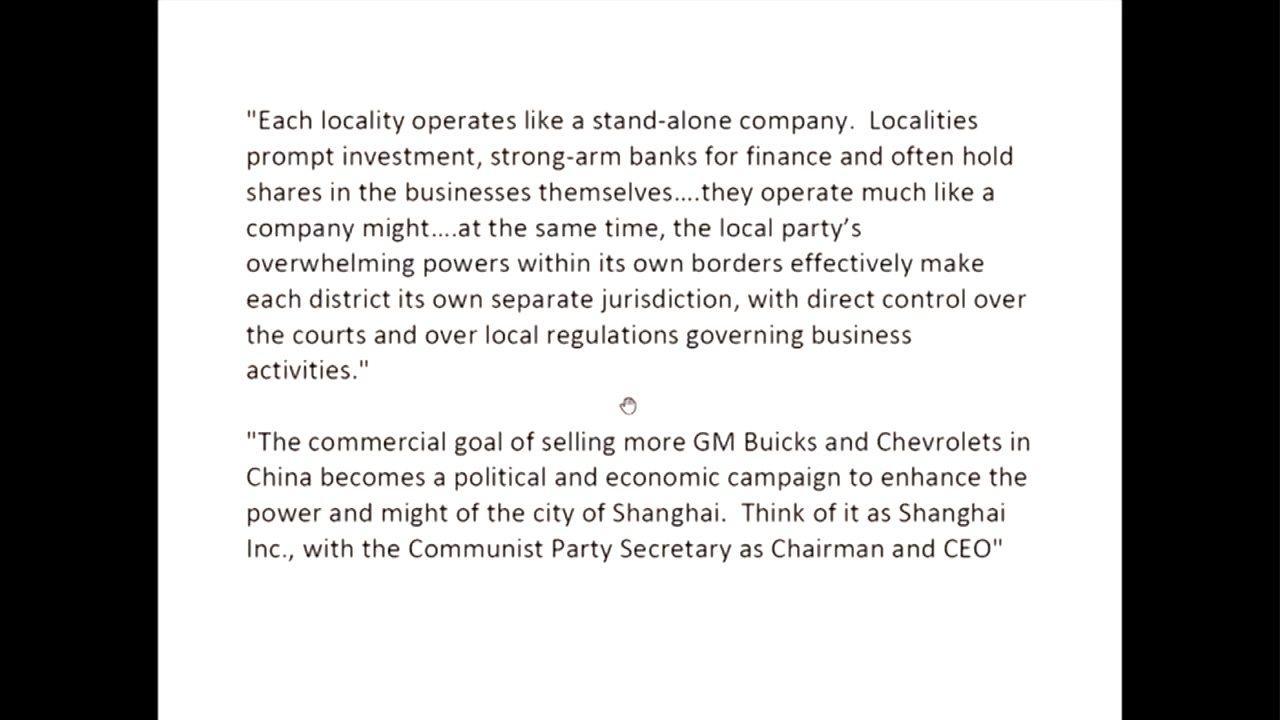 "Each locality operates like a stand-alone company.  Localities
prompt investment, strong-arm banks for finance and often hold
shares in the businesses themselves....they operate much like a
company might....at the same time, the local party’s
overwhelming powers within its own borders effectively make
each district its own separate jurisdiction, with direct control over
the courts and over local regulations governing business
activities."
"The commercial goal of selling more GM Buicks and Chevrolets in
China becomes a political and economic campaign to enhance the
power and might of the city of Shanghai.  Think of it as Shanghai
Inc., with the Communist Party Secretary as Chairman and CEO"